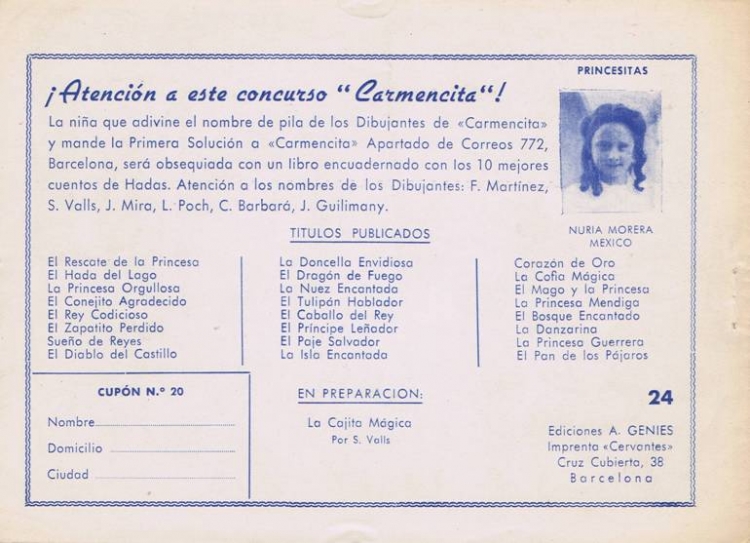 PRINCESITAS
¡Atención a este concurso "Carmencita"!
La niña que adivine el nombre de pila de los Dibujantes de «Carmencita»
y mande la Primera Solución a «Carmencita» Apartado de Correos 772,
Barcelona, será obsequiada con un libro encuadernado con los 10 mejores
cuentos de Hadas. Atención a los nombres de los Dibujantes: F. Martínez,
S. Valls, J. Mira, L. Poch, C. Barbará, J. Guilimany.
NURIA MORERA
MEXICO
TITULOS PUBLICADOS
El Rescate de la Princesa
El Hada del Lago
La Princesa Orgullosa
El Conejito Agradecido
El Rey Codicioso
El Zapatito Perdido
Sueño de Reyes
El Diablo del Castillo
La Doncella Envidiosa
El Dragón de Fuego
La Nuez Encantada
El Tulipán Hablador
El Caballo del Rey
El Príncipe Leñador
El Paje Salvador
La Isla Encantada
Corazón de Oro
La Cofia Mágica
El Mago y la Princesa
La Princesa Mendiga
El Bosque Encantado
La Danzarina
La Princesa Guerrera
El Pan de los Pájaros
CUPÓN N.º 20
Nombre
Domicilio
Ciudad
EN PREPARACION:
La Cajita Mágica
Por S. Valls
24
Ediciones A. GENIES
Imprenta «Cervantes»
Cruz Cubierta, 38
Barcelona